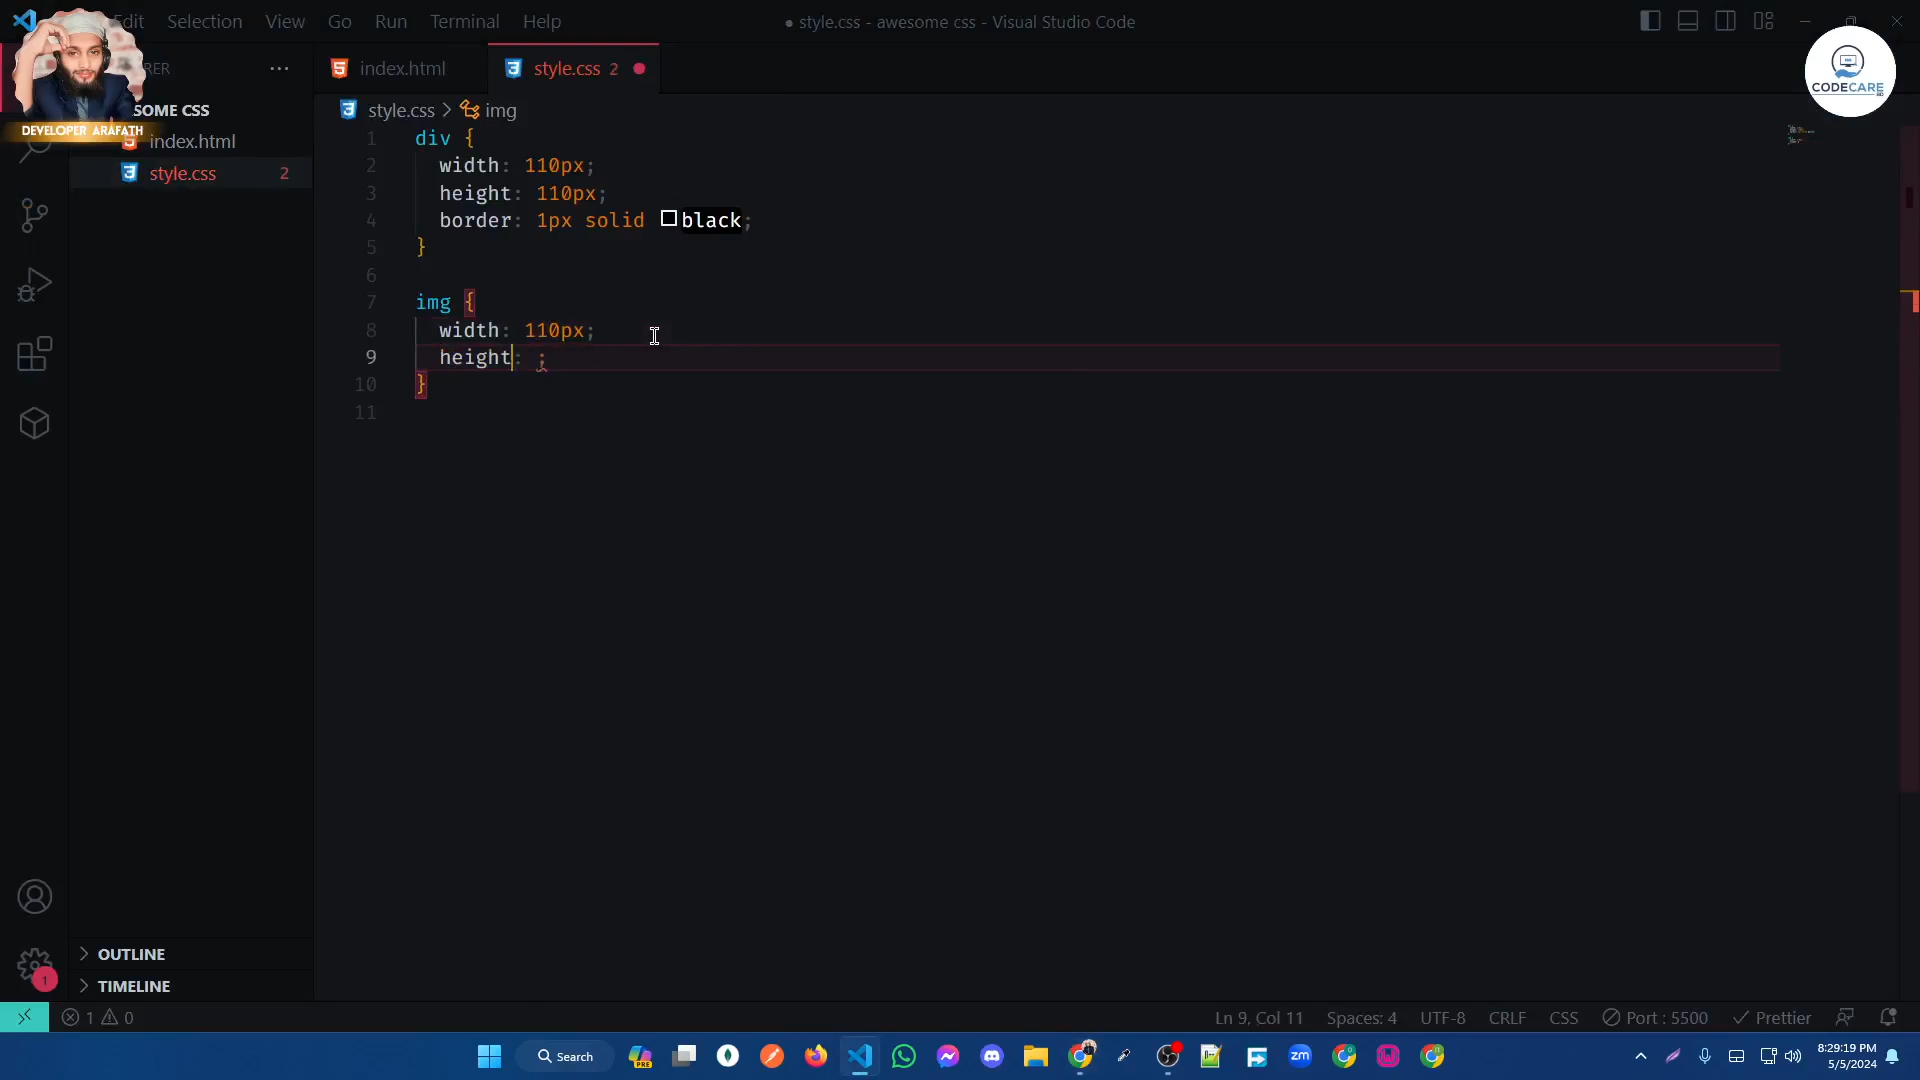 Edit Selection View Go Run Terminal Help
● style.css - awesome css - Visual Studio Code
RER ···
index.html
style.css 2 ●
CODECARE
DEVELOPER ARAFATH
SOME CSS
index.html
style.css 2
style.css > img
1 div {
2 width: 110px;
3 height: 110px;
4 border: 1px solid black;
5 }
6
7 img {
8 width: 110px;
9 height: ;
10 }
11
OUTLINE
TIMELINE
1
1 0
Ln 9, Col 11 Spaces: 4 UTF-8 CRLF CSS Port : 5500 Prettier
Search
PRE
zm
8:29:19 PM
5/5/2024